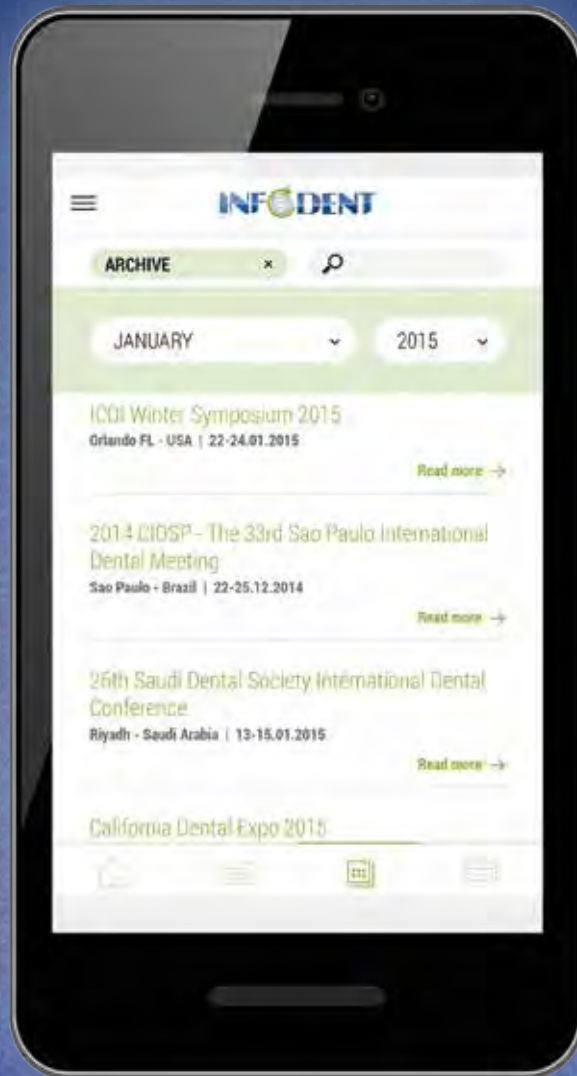 INFODENT
ARCHIVE ×
JANUARY 2015
ICOI Winter Symposium 2015
Orlando FL - USA | 22-24.01.2015
Read more →
2014 CIOSP - The 33rd Sao Paulo International
Dental Meeting
Sao Paulo - Brazil | 22-25.12.2014
Read more →
26th Saudi Dental Society International Dental
Conference
Riyadh - Saudi Arabia | 13-15.01.2015
Read more →
California Dental Expo 2015